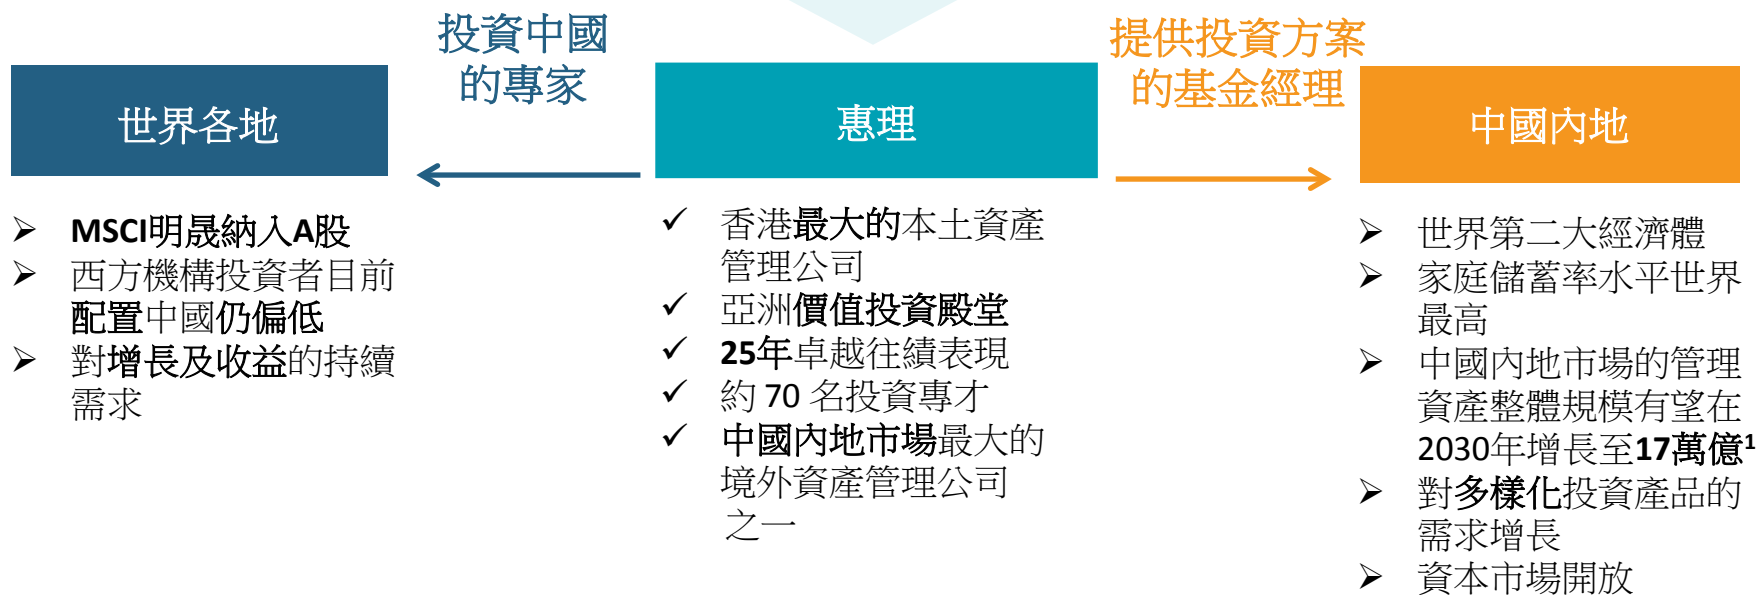 投資中國
的專家
提供投資方案
的基金經理
世界各地
惠理
中國內地
MSCI明晟納入A股
西方機構投資者目前
配置中國仍偏低
對增長及收益的持續
需求
香港最大的本土資產
管理公司
亞洲價值投資殿堂
25年卓越往績表現
約 70 名投資專才
中國內地市場最大的
境外資產管理公司
之一
世界第二大經濟體
家庭儲蓄率水平世界
最高
中國內地市場的管理
資產整體規模有望在
2030年增長至17萬億¹
對多樣化投資產品的
需求增長
資本市場開放